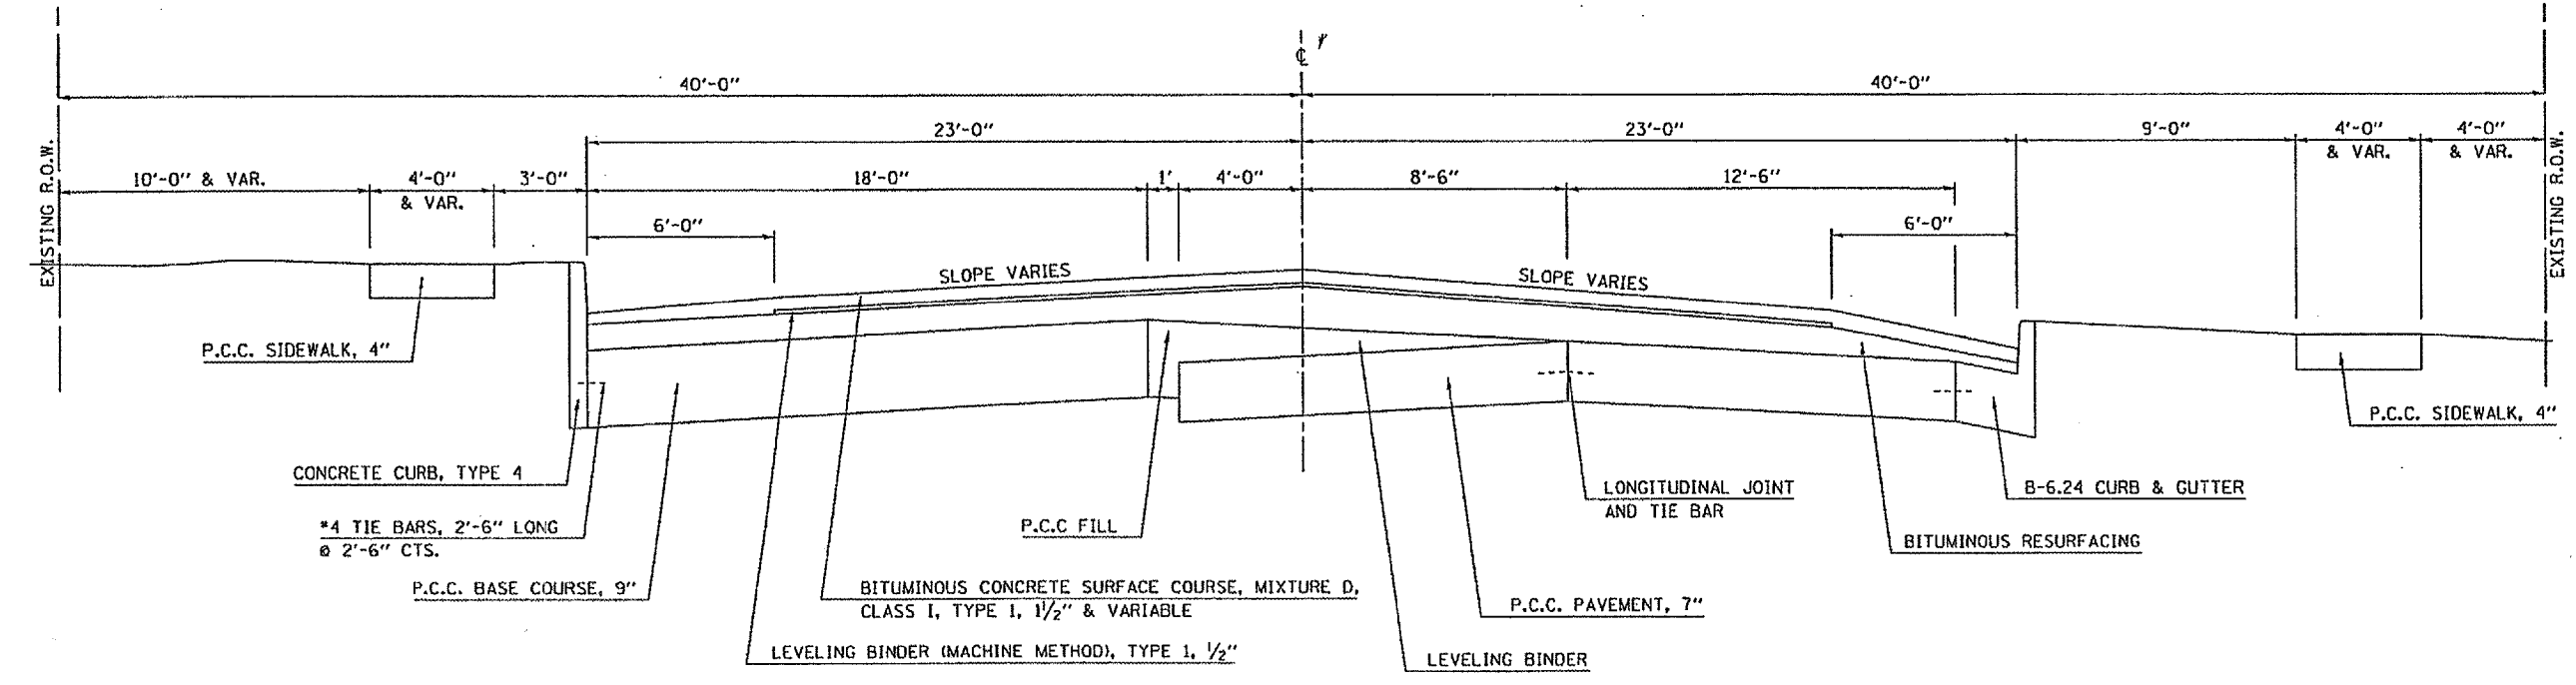 ℄
40'-0" 40'-0"
23'-0" 23'-0" 9'-0" 4'-0" 4'-0"
& VAR. & VAR.
10'-0" & VAR. 4'-0" 3'-0" 18'-0" 1' 4'-0" 8'-6" 12'-6"
& VAR.
6'-0" 6'-0"
EXISTING R.O.W.
EXISTING R.O.W.
SLOPE VARIES SLOPE VARIES
P.C.C. SIDEWALK, 4"
P.C.C. SIDEWALK, 4"
CONCRETE CURB, TYPE 4
LONGITUDINAL JOINT
AND TIE BAR
B-6.24 CURB & GUTTER
#4 TIE BARS, 2'-6" LONG
@ 2'-6" CTS.
P.C.C FILL
BITUMINOUS RESURFACING
P.C.C. BASE COURSE, 9"
BITUMINOUS CONCRETE SURFACE COURSE, MIXTURE D,
CLASS I, TYPE 1, 1½" & VARIABLE
P.C.C. PAVEMENT, 7"
LEVELING BINDER (MACHINE METHOD), TYPE 1, ½"
LEVELING BINDER